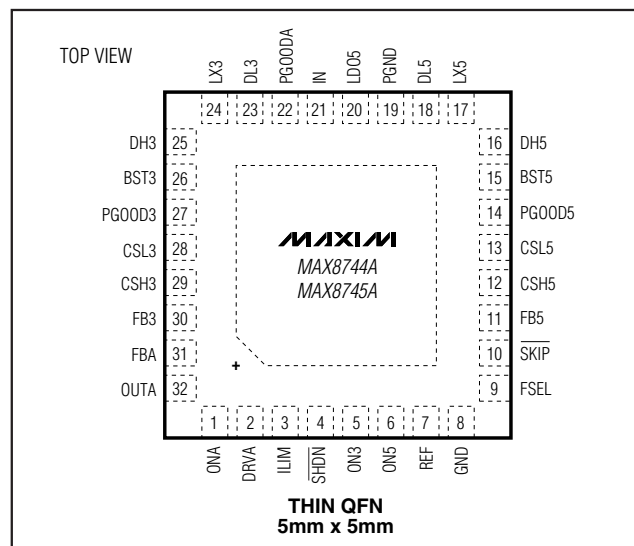 TOP VIEW
LX3 DL3 PGOODA IN LDO5 PGND DL5 LX5
24 23 22 21 20 19 18 17
DH3 25 16 DH5
BST3 26 15 BST5
PGOOD3 27 14 PGOOD5
CSL3 28 13 CSL5
CSH3 29 12 CSH5
FB3 30 11 FB5
FBA 31 10 SKIP
OUTA 32 9 FSEL
MAXIM
MAX8744A
MAX8745A
+
1 2 3 4 5 6 7 8
ONA DRVA ILIM SHDN ON3 ON5 REF GND
THIN QFN
5mm x 5mm